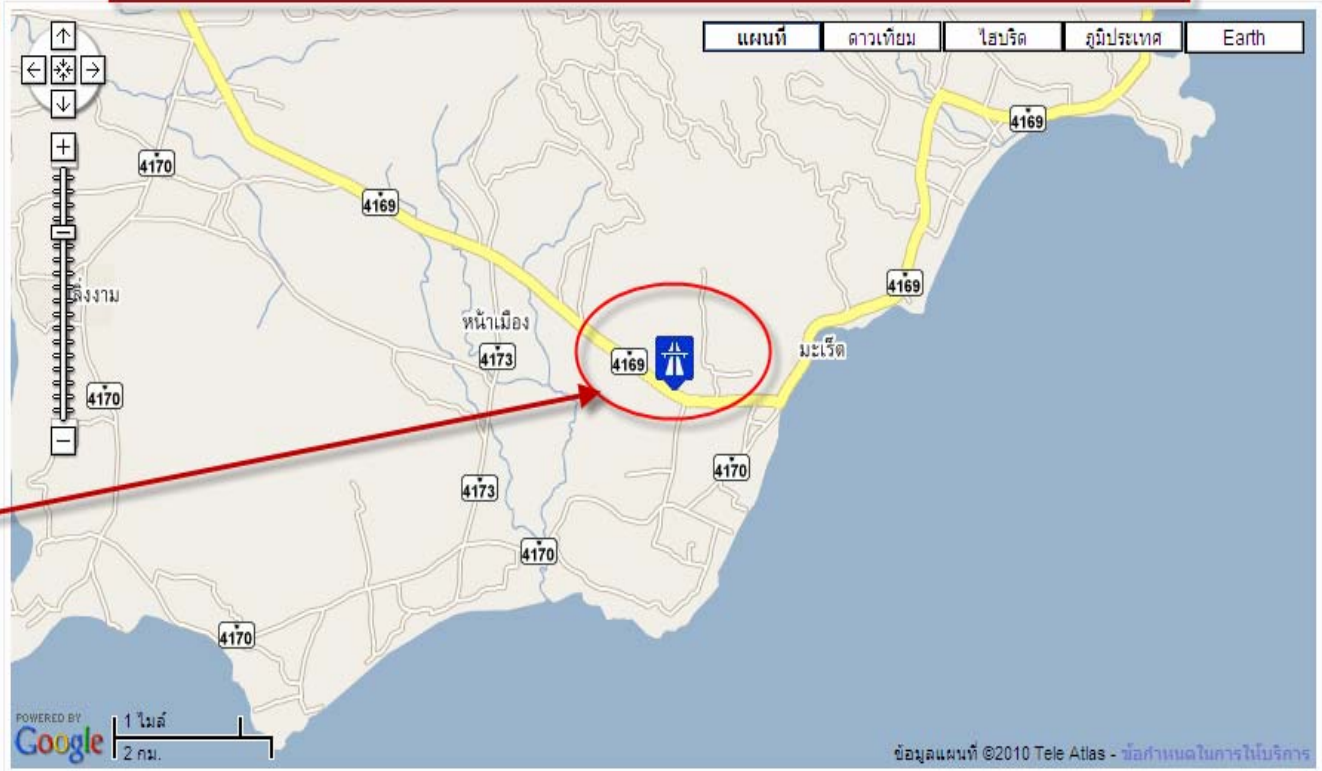 แผนที่ ดาวเทียม ไฮบริด ภูมิประเทศ Earth
4169
4170
4169
4169
ลิ่งงาม
หน้าเมือง
มะเร็ต
4173
4169
4170
4170
4173
4170
4170
POWERED BY
Google
1 ไมล์
2 กม.
ข้อมูลแผนที่ ©2010 Tele Atlas - ข้อกำหนดในการให้บริการ